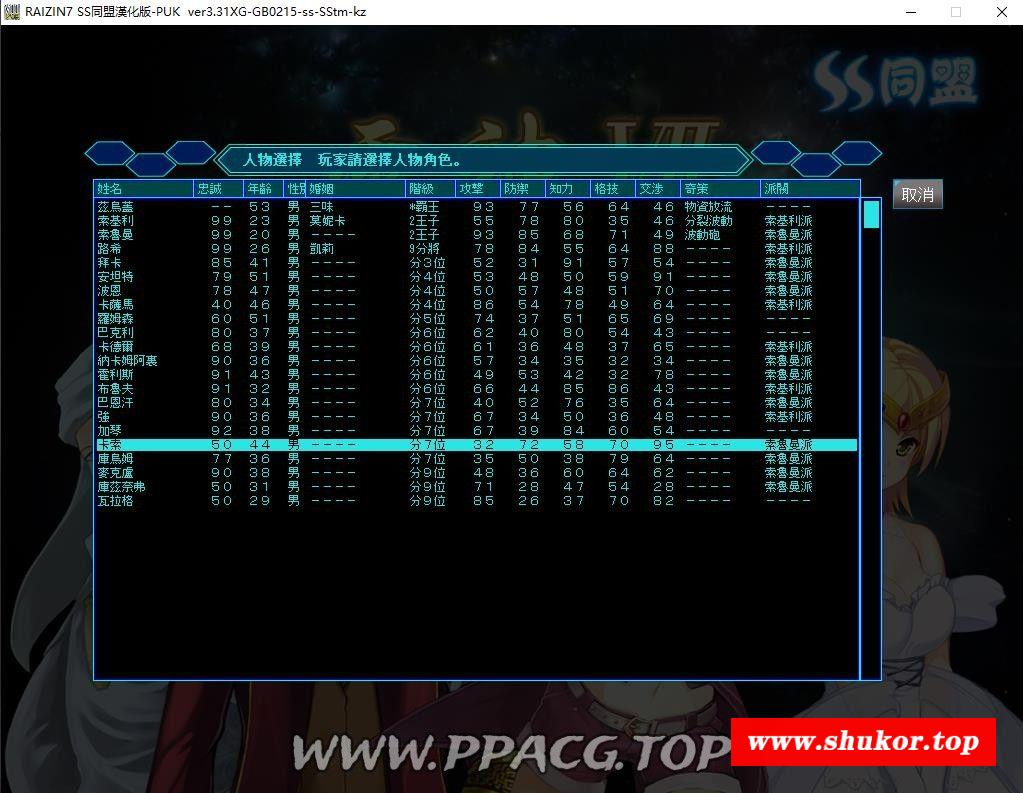 RAIZIN7 SS同盟漢化版-PUK ver3.31XG-GB0215-ss-SStm-kz
SS同盟
人物選擇 玩家請選擇人物角色。
姓名 忠誠 年齡 性別 婚姻 階級 攻擊 防禦 知力 格技 交渉 奇策 派閥
取消
茲烏蓋 -- 53 男 三味 *霸王 93 77 56 64 46 物資放流 ----
索基利 99 23 男 莫妮卡 2王子 55 78 80 35 46 分裂波動 索基利派
索魯曼 99 20 男 ---- 2王子 93 85 68 71 49 波動砲 索魯曼派
路希 99 26 男 凱莉 9分將 78 84 55 64 88 ---- 索基利派
拜卡 85 41 男 ---- 分3位 52 31 91 57 54 ---- 索魯曼派
安坦特 79 51 男 ---- 分4位 53 48 50 59 91 ---- 索魯曼派
波恩 78 47 男 ---- 分4位 50 57 48 51 70 ---- 索魯曼派
卡薩馬 40 46 男 ---- 分4位 86 54 78 49 64 ---- 索基利派
羅姆森 60 51 男 ---- 分5位 74 37 51 65 69 ---- ----
巴克利 80 37 男 ---- 分6位 62 40 80 54 43 ---- ----
卡德爾 68 39 男 ---- 分6位 61 36 48 37 65 ---- 索魯曼派
納卡姆阿裏 90 36 男 ---- 分6位 57 34 35 32 34 ---- 索魯曼派
霍利斯 91 43 男 ---- 分6位 49 53 42 32 78 ---- 索魯曼派
布魯夫 91 32 男 ---- 分6位 66 44 85 86 43 ---- 索基利派
巴恩汗 80 34 男 ---- 分7位 40 52 76 35 64 ---- 索魯曼派
強 90 36 男 ---- 分7位 67 34 50 36 48 ---- 索基利派
加琴 92 38 男 ---- 分7位 67 39 84 60 54 ---- ----
卡索 50 44 男 ---- 分7位 32 72 58 70 95 ---- 索魯曼派
庫烏姆 77 36 男 ---- 分7位 35 50 38 79 64 ---- 索魯曼派
麥克盧 90 38 男 ---- 分9位 48 36 60 64 62 ---- 索魯曼派
庫茲奈弗 50 31 男 ---- 分9位 71 28 47 54 28 ---- 索魯曼派
瓦拉格 50 29 男 ---- 分9位 85 26 37 70 82 ---- ----
WWW.PPACG.TOP
www.shukor.top